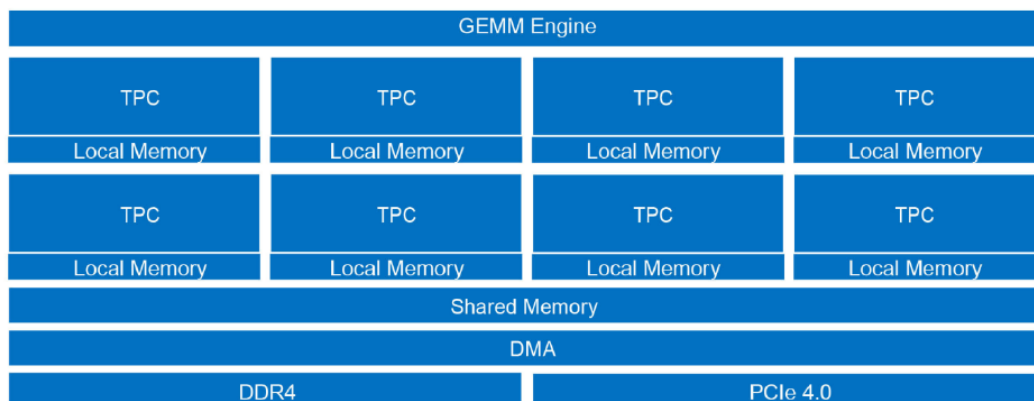 GEMM Engine
TPC TPC TPC TPC
Local Memory Local Memory Local Memory Local Memory
TPC TPC TPC TPC
Local Memory Local Memory Local Memory Local Memory
Shared Memory
DMA
DDR4 PCIe 4.0